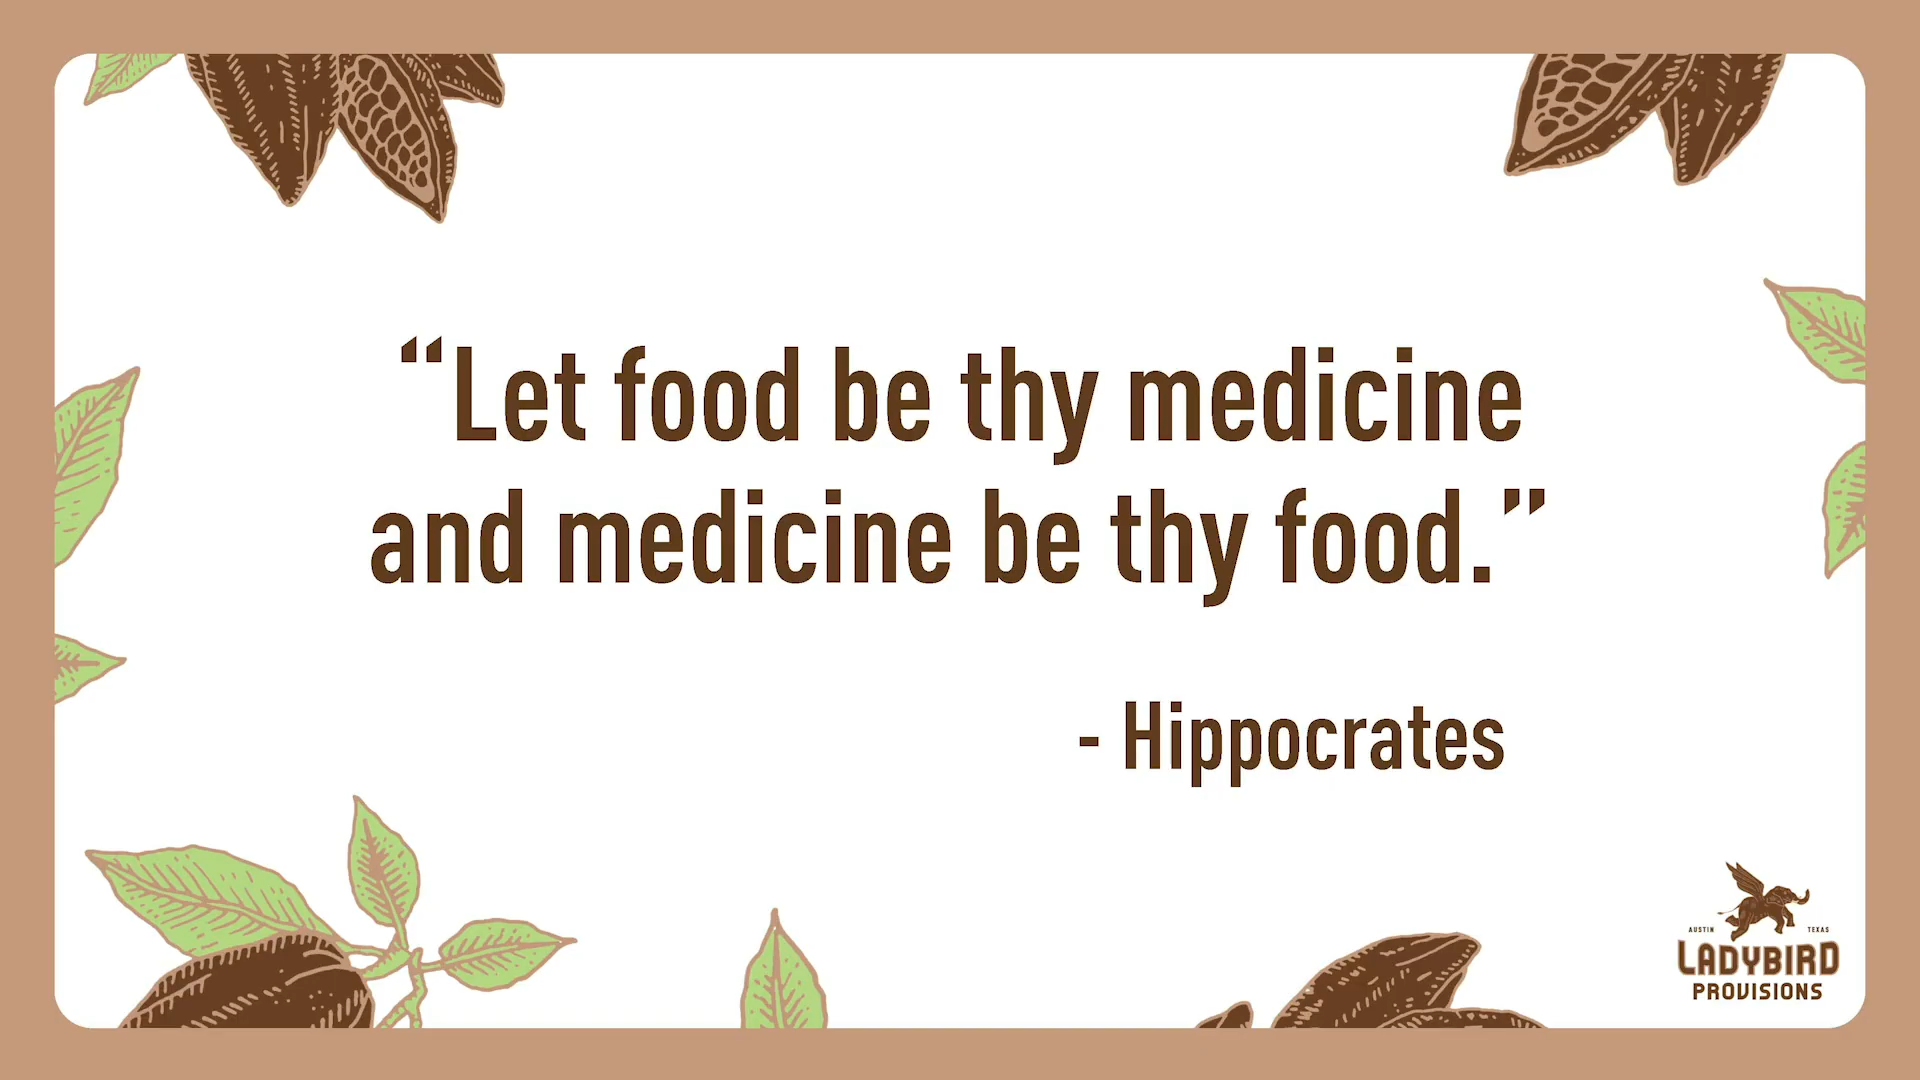 “Let food be thy medicine
and medicine be thy food.”
- Hippocrates
AUSTIN TEXAS
LADYBIRD
PROVISIONS